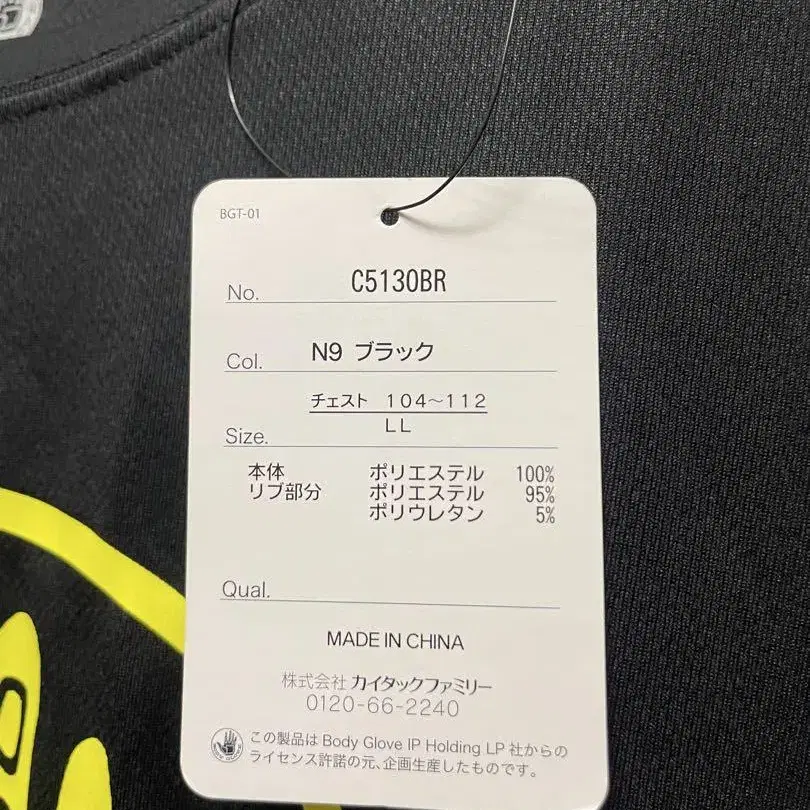 BGT-01
No. C5130BR
Col. N9 ブラック
チェスト 104～112
LL
Size.
本体 ポリエステル 100%
リブ部分 ポリエステル 95%
ポリウレタン 5%
Qual.
MADE IN CHINA
株式会社 カイタックファミリー
0120-66-2240
この製品は Body Glove IP Holding LP 社からの
ライセンス許諾の元、企画生産したものです。